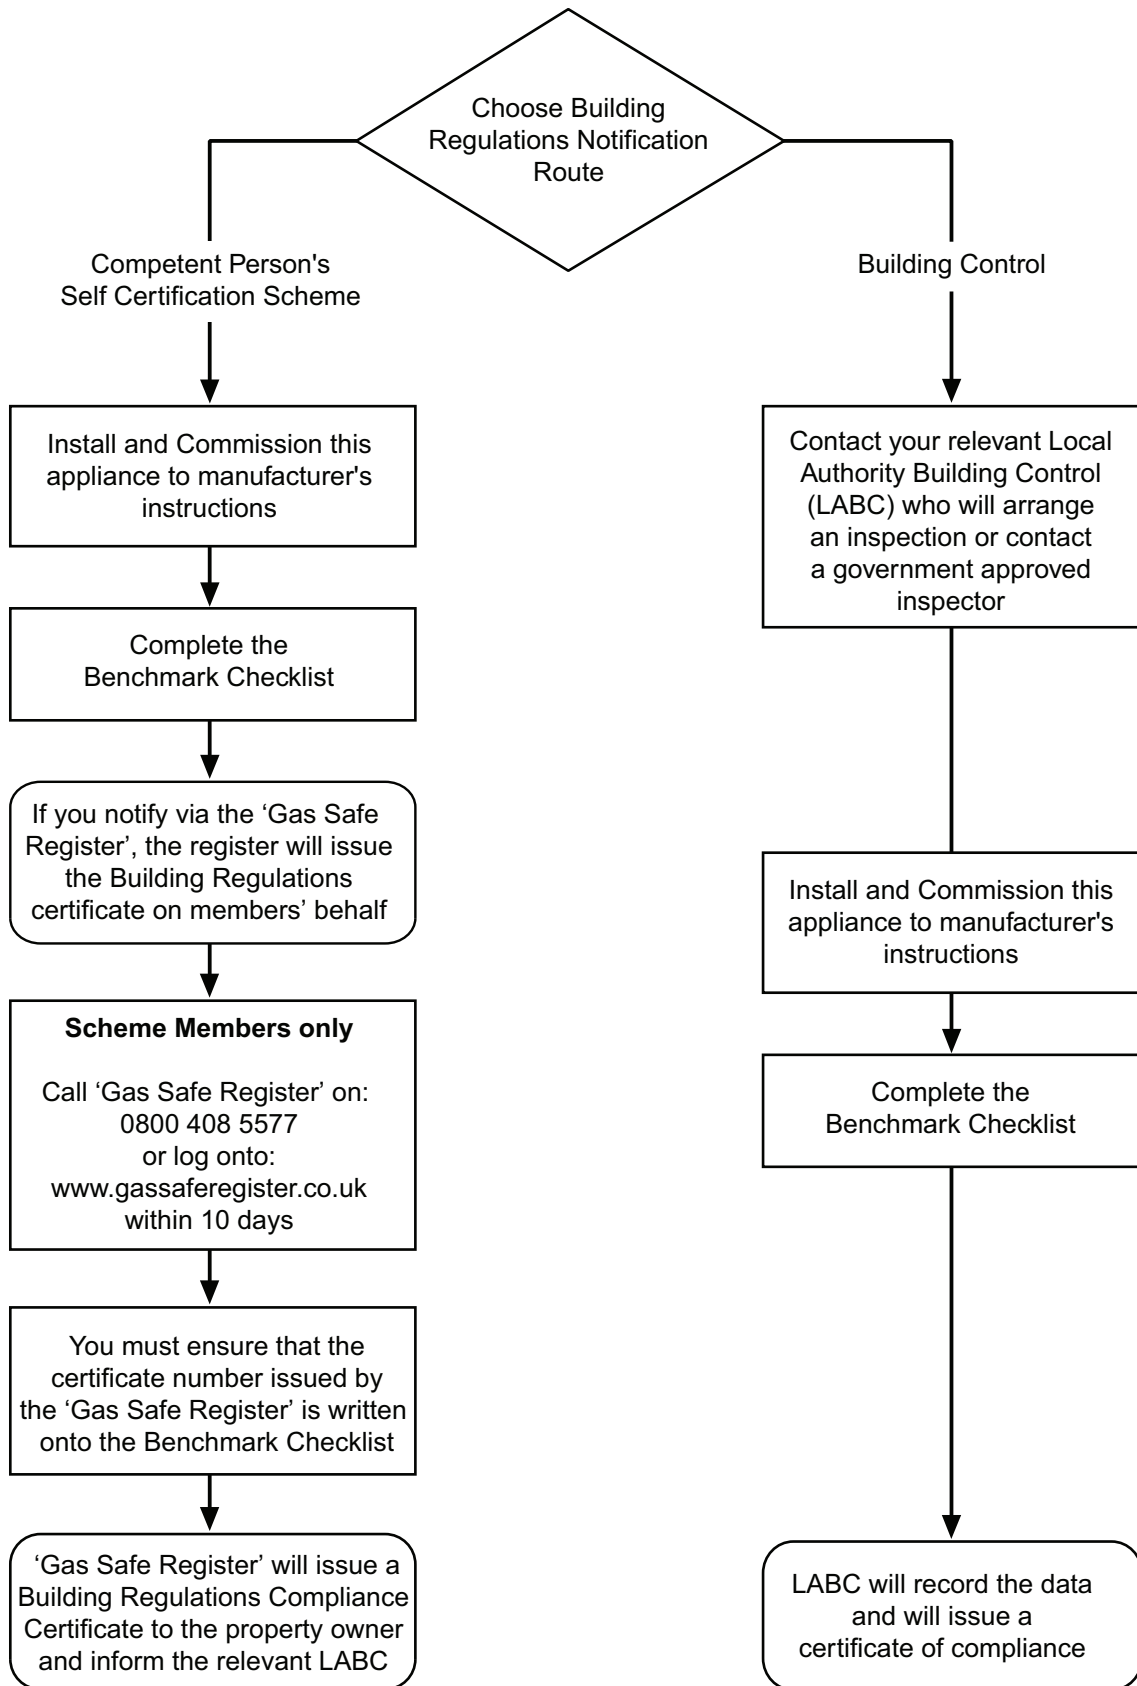 Choose Building
Regulations Notification
Route
Competent Person's
Self Certification Scheme
Building Control
Install and Commission this
appliance to manufacturer's
instructions
Complete the
Benchmark Checklist
If you notify via the ‘Gas Safe
Register’, the register will issue
the Building Regulations
certificate on members’ behalf
Scheme Members only
Call ‘Gas Safe Register’ on:
0800 408 5577
or log onto:
www.gassaferegister.co.uk
within 10 days
You must ensure that the
certificate number issued by
the ‘Gas Safe Register’ is written
onto the Benchmark Checklist
‘Gas Safe Register’ will issue a
Building Regulations Compliance
Certificate to the property owner
and inform the relevant LABC
Contact your relevant Local
Authority Building Control
(LABC) who will arrange
an inspection or contact
a government approved
inspector
Install and Commission this
appliance to manufacturer's
instructions
Complete the
Benchmark Checklist
LABC will record the data
and will issue a
certificate of compliance